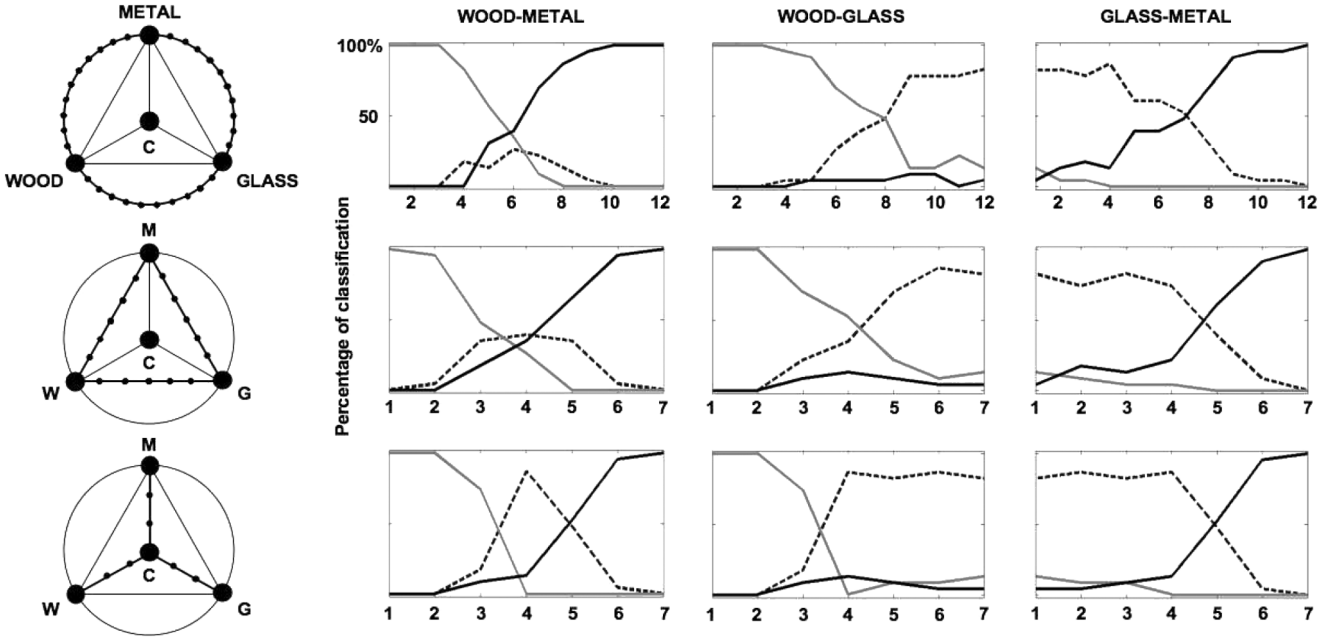 METAL
WOOD
C
GLASS
M
W
C
G
M
W
C
G
Percentage of classification
WOOD-METAL WOOD-GLASS GLASS-METAL
100%
50
2 4 6 8 10 12 2 4 6 8 10 12 2 4 6 8 10 12
1 2 3 4 5 6 7 1 2 3 4 5 6 7 1 2 3 4 5 6 7
1 2 3 4 5 6 7 1 2 3 4 5 6 7 1 2 3 4 5 6 7